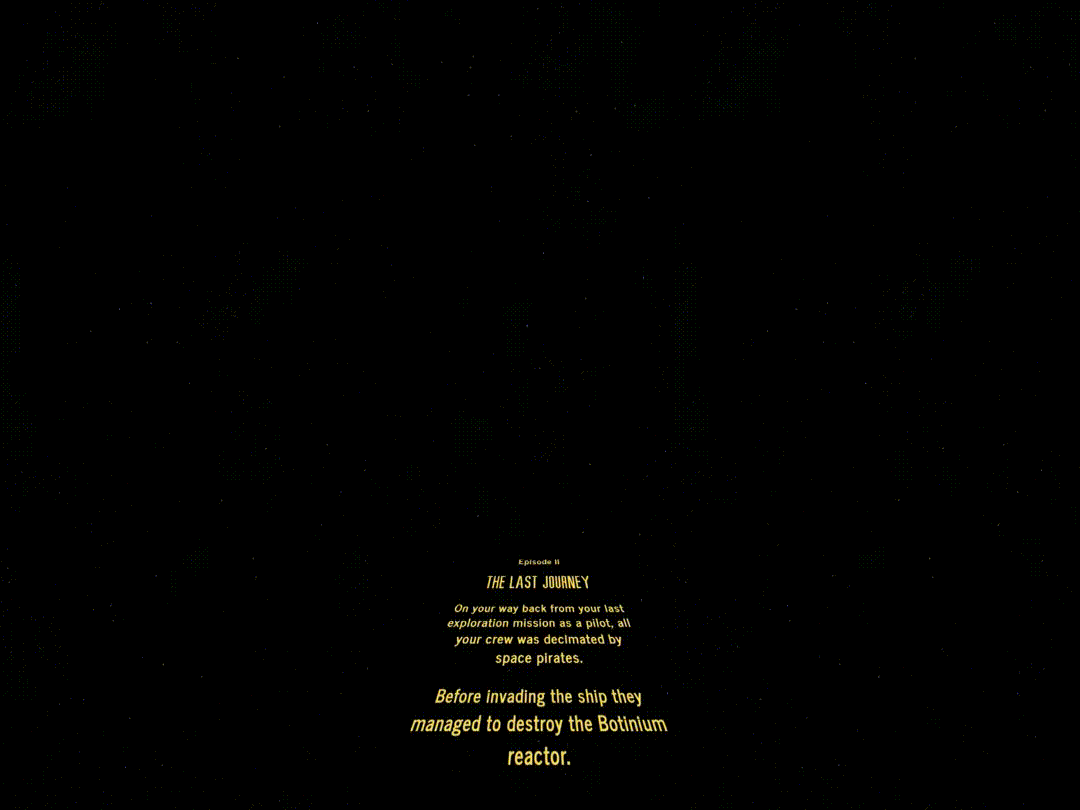 Episode II
THE LAST JOURNEY
On your way back from your last
exploration mission as a pilot, all
your crew was decimated by
space pirates.
Before invading the ship they
managed to destroy the Botinium
reactor.